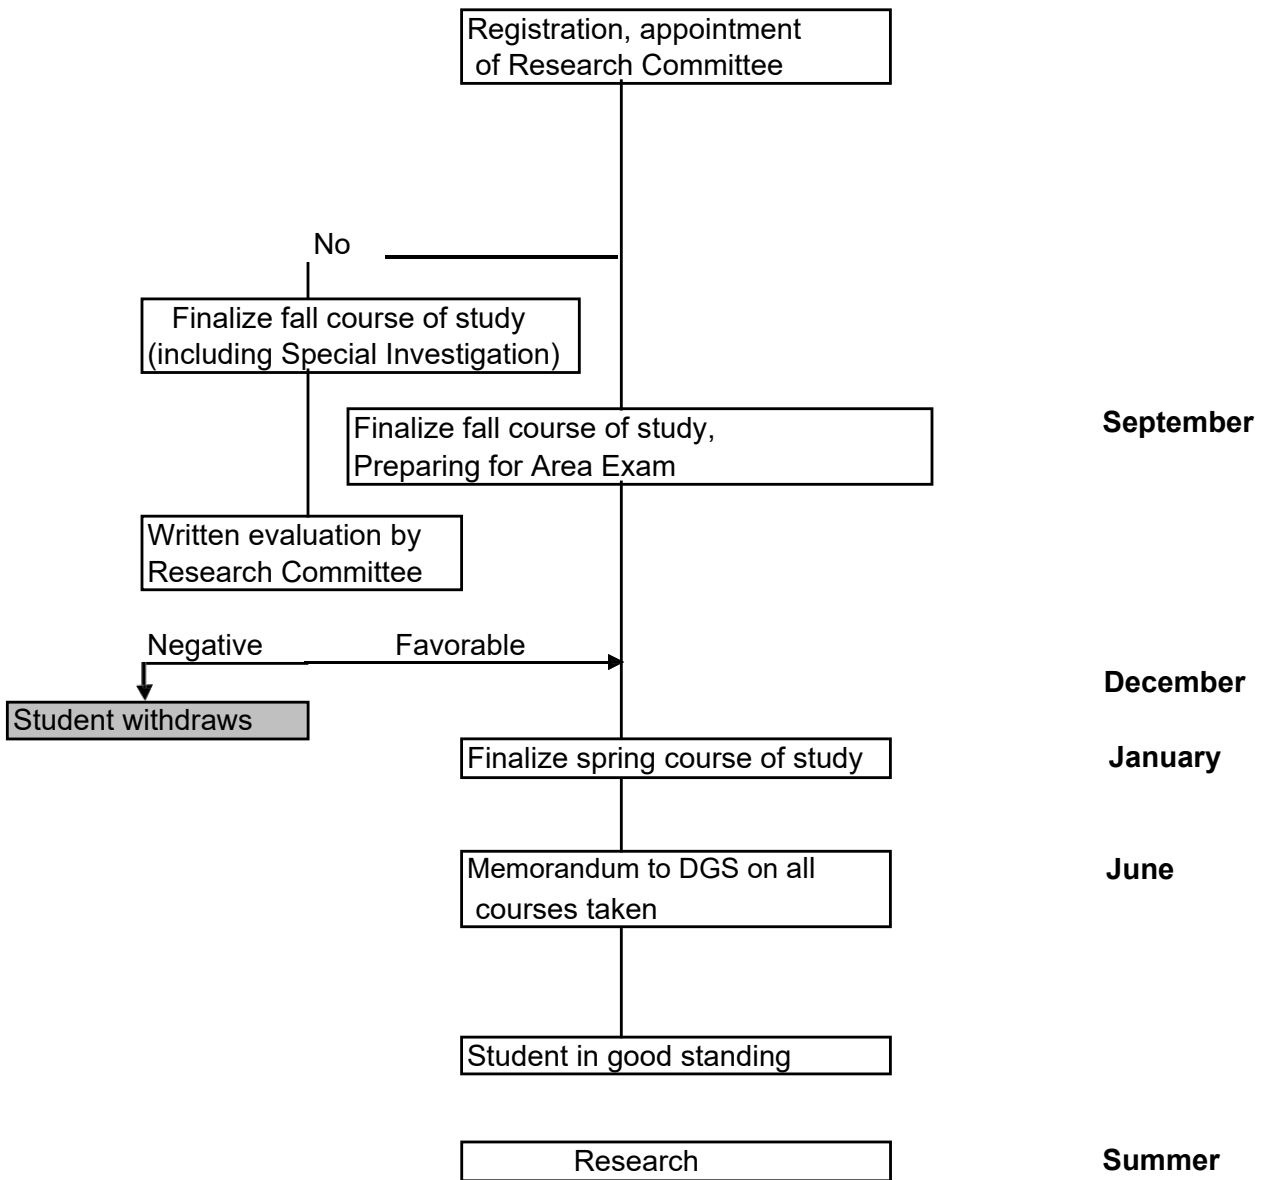 Registration, appointment
of Research Committee
No
Finalize fall course of study
(including Special Investigation)
Finalize fall course of study,
Preparing for Area Exam
September
Written evaluation by
Research Committee
Negative
Favorable
December
Student withdraws
Finalize spring course of study
January
Memorandum to DGS on all
courses taken
June
Student in good standing
Research
Summer